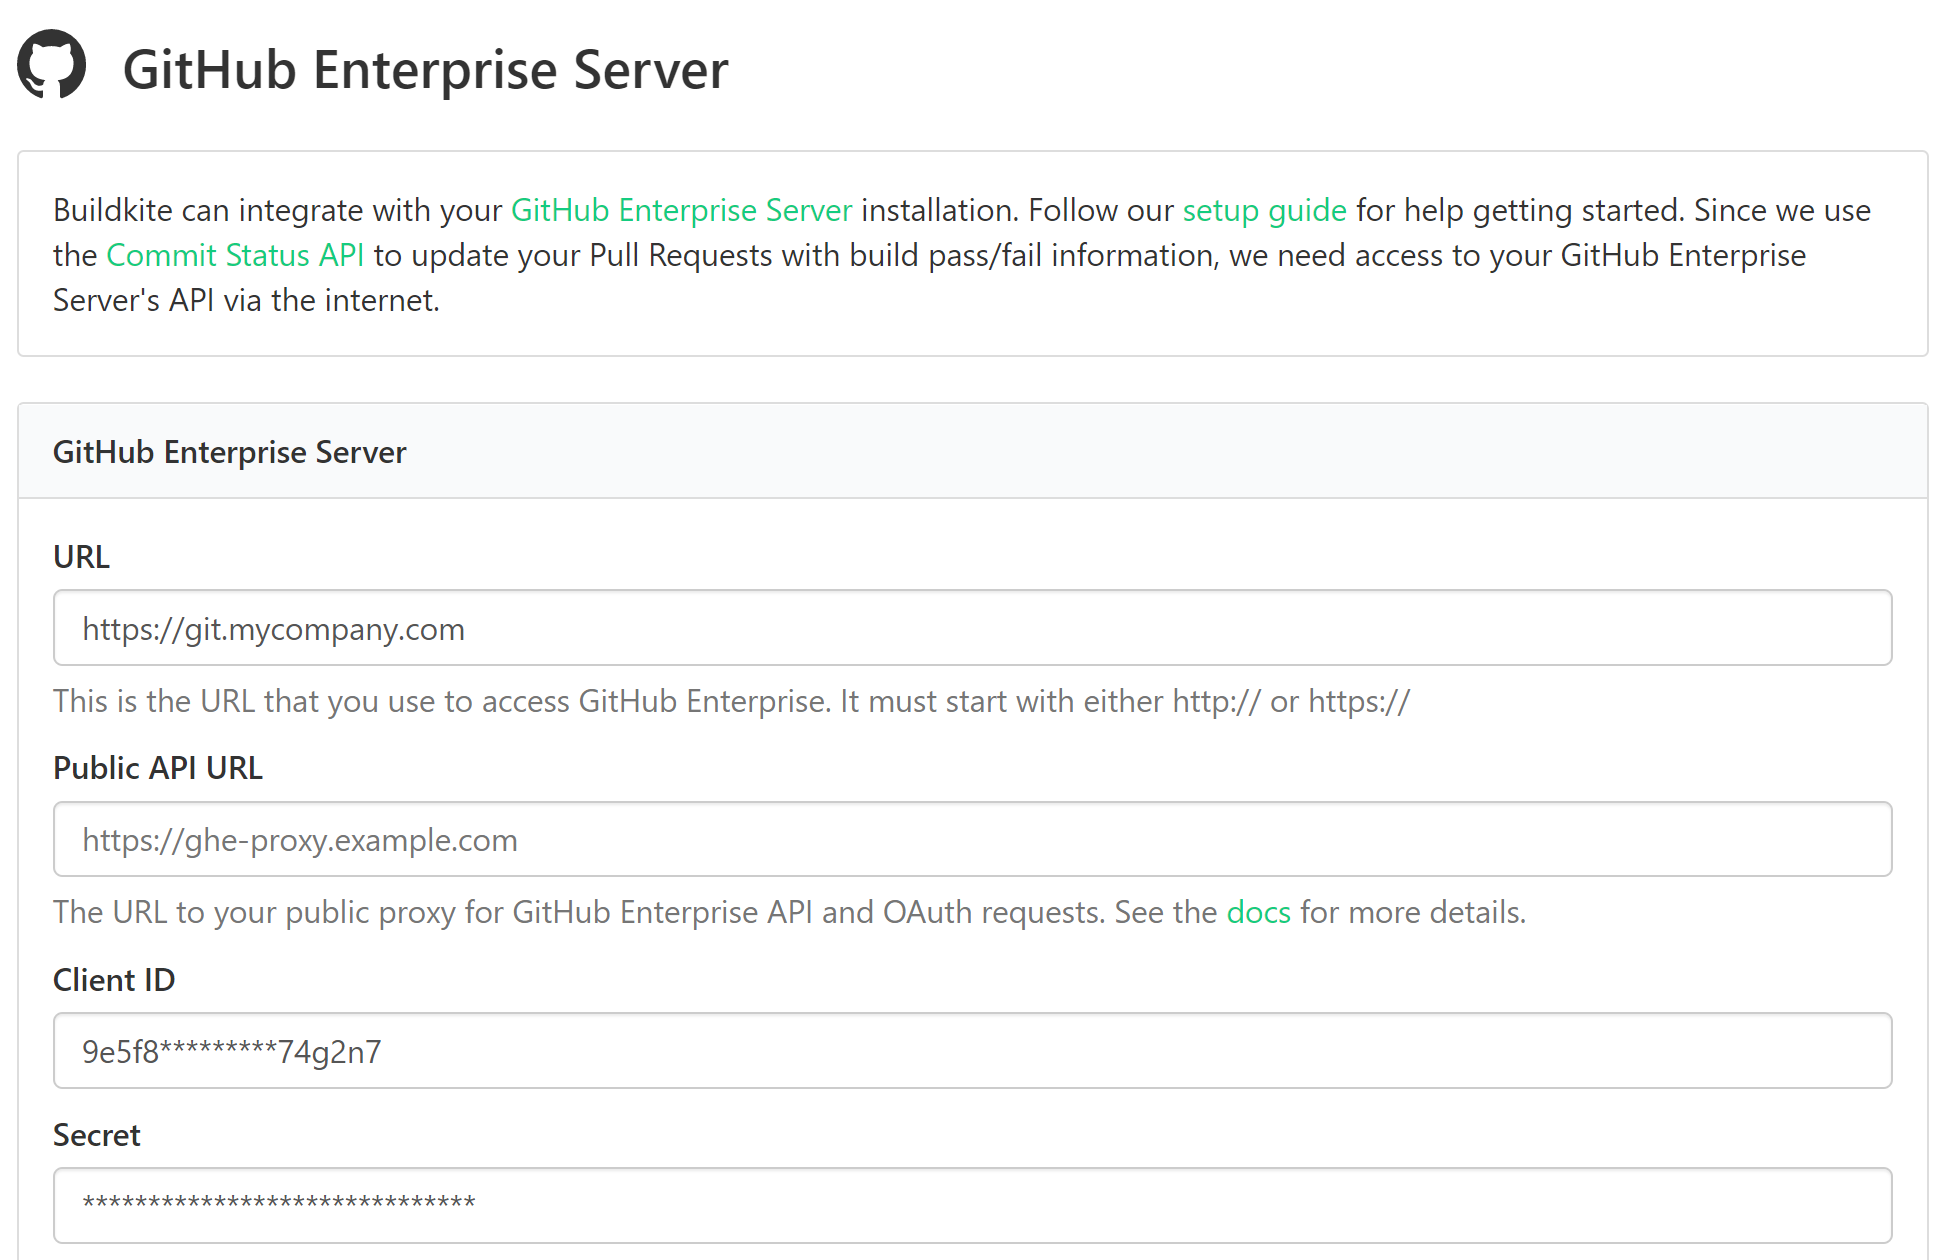 GitHub Enterprise Server
Buildkite can integrate with your GitHub Enterprise Server installation. Follow our setup guide for help getting started. Since we use
the Commit Status API to update your Pull Requests with build pass/fail information, we need access to your GitHub Enterprise
Server's API via the internet.
GitHub Enterprise Server
URL
https://git.mycompany.com
This is the URL that you use to access GitHub Enterprise. It must start with either http:// or https://
Public API URL
https://ghe-proxy.example.com
The URL to your public proxy for GitHub Enterprise API and OAuth requests. See the docs for more details.
Client ID
9e5f8*********74g2n7
Secret
******************************